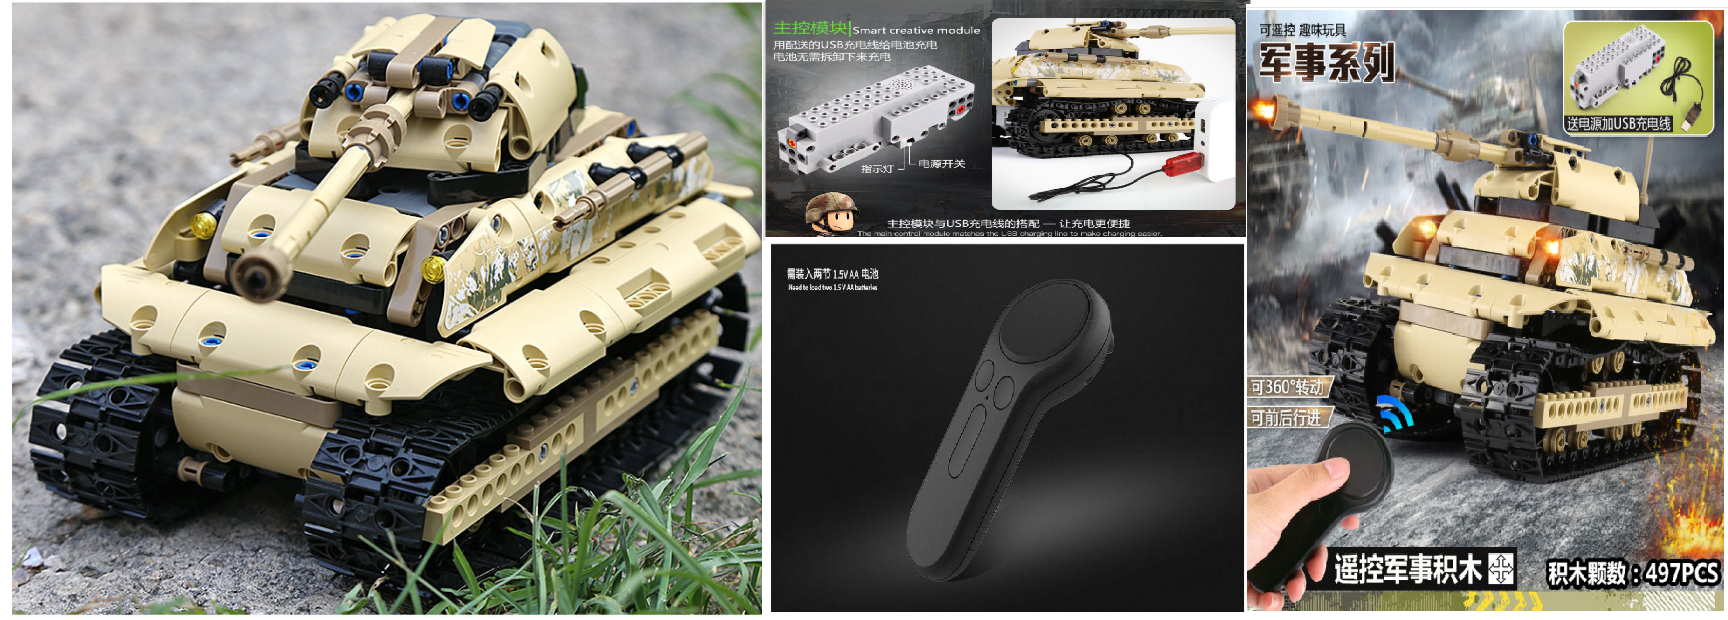 主控模块|Smart creative module
用配送的USB充电线给电池充电
电池无需拆卸下来充电
指示灯
电源开关
主控模块与USB充电线的搭配 — 让充电更便捷
The main control module matches the USB charging line to make charging easier.
需装入两节 1.5V AA 电池
Need to load two 1.5 V AA batteries
可遥控 趣味玩具
军事系列
送电源加USB充电线
可360°转动
可前后行进
遥控军事积木
积木颗数：497PCS